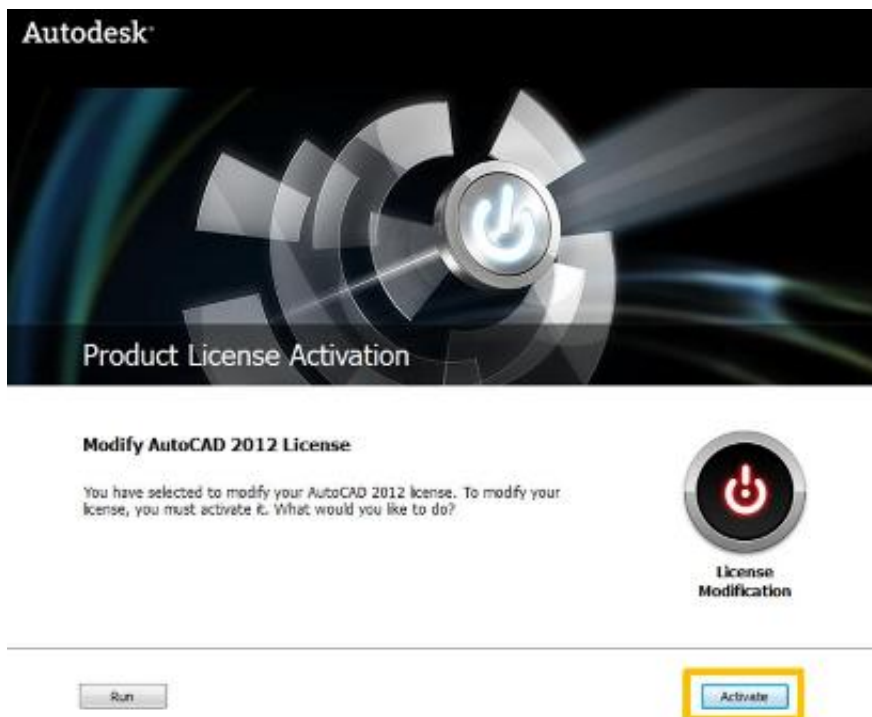 Autodesk
Product License Activation
Modify AutoCAD 2012 License
You have selected to modify your AutoCAD 2012 license. To modify your
license, you must activate it. What would you like to do?
License
Modification
Run
Activate